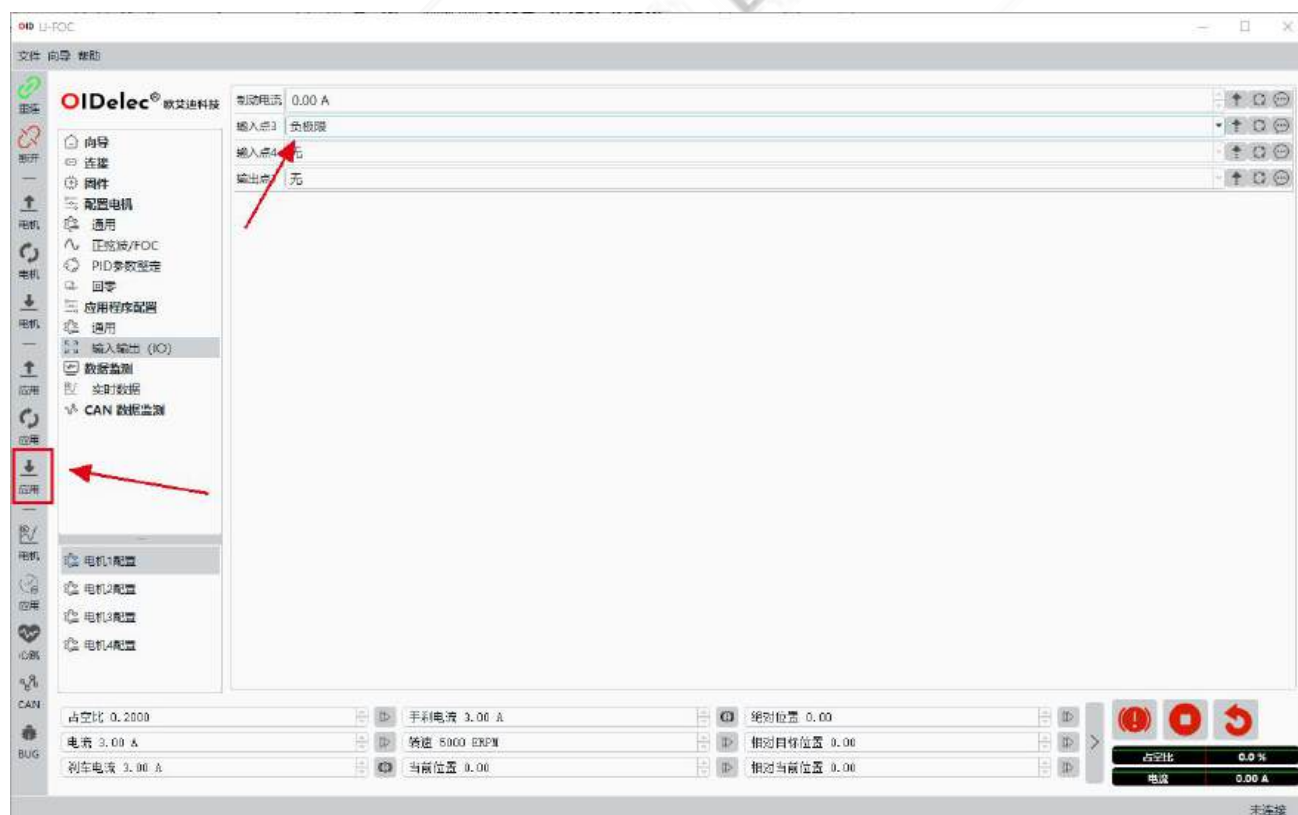 OID U-FOC
文件 向导 帮助
重连
断开
电机
电机
电机
应用
应用
应用
电机
应用
心跳
CAN
BUG
OIDelec® 欧艾迪科技
向导
连接
固件
配置电机
通用
正弦波/FOC
PID参数整定
回零
应用程序配置
通用
输入输出 (IO)
数据监测
实时数据
CAN 数据监测
电机1配置
电机2配置
电机3配置
电机4配置
制动电流 0.00 A
输入点3 负极限
输入点4 无
输出点 无
占空比 0.2000
手刹电流 3.00 A
绝对位置 0.00
电流 3.00 A
转速 5000 ERPM
相对目标位置 0.00
刹车电流 3.00 A
当前位置 0.00
相对当前位置 0.00
占空比 0.0 %
电流 0.00 A
未连接